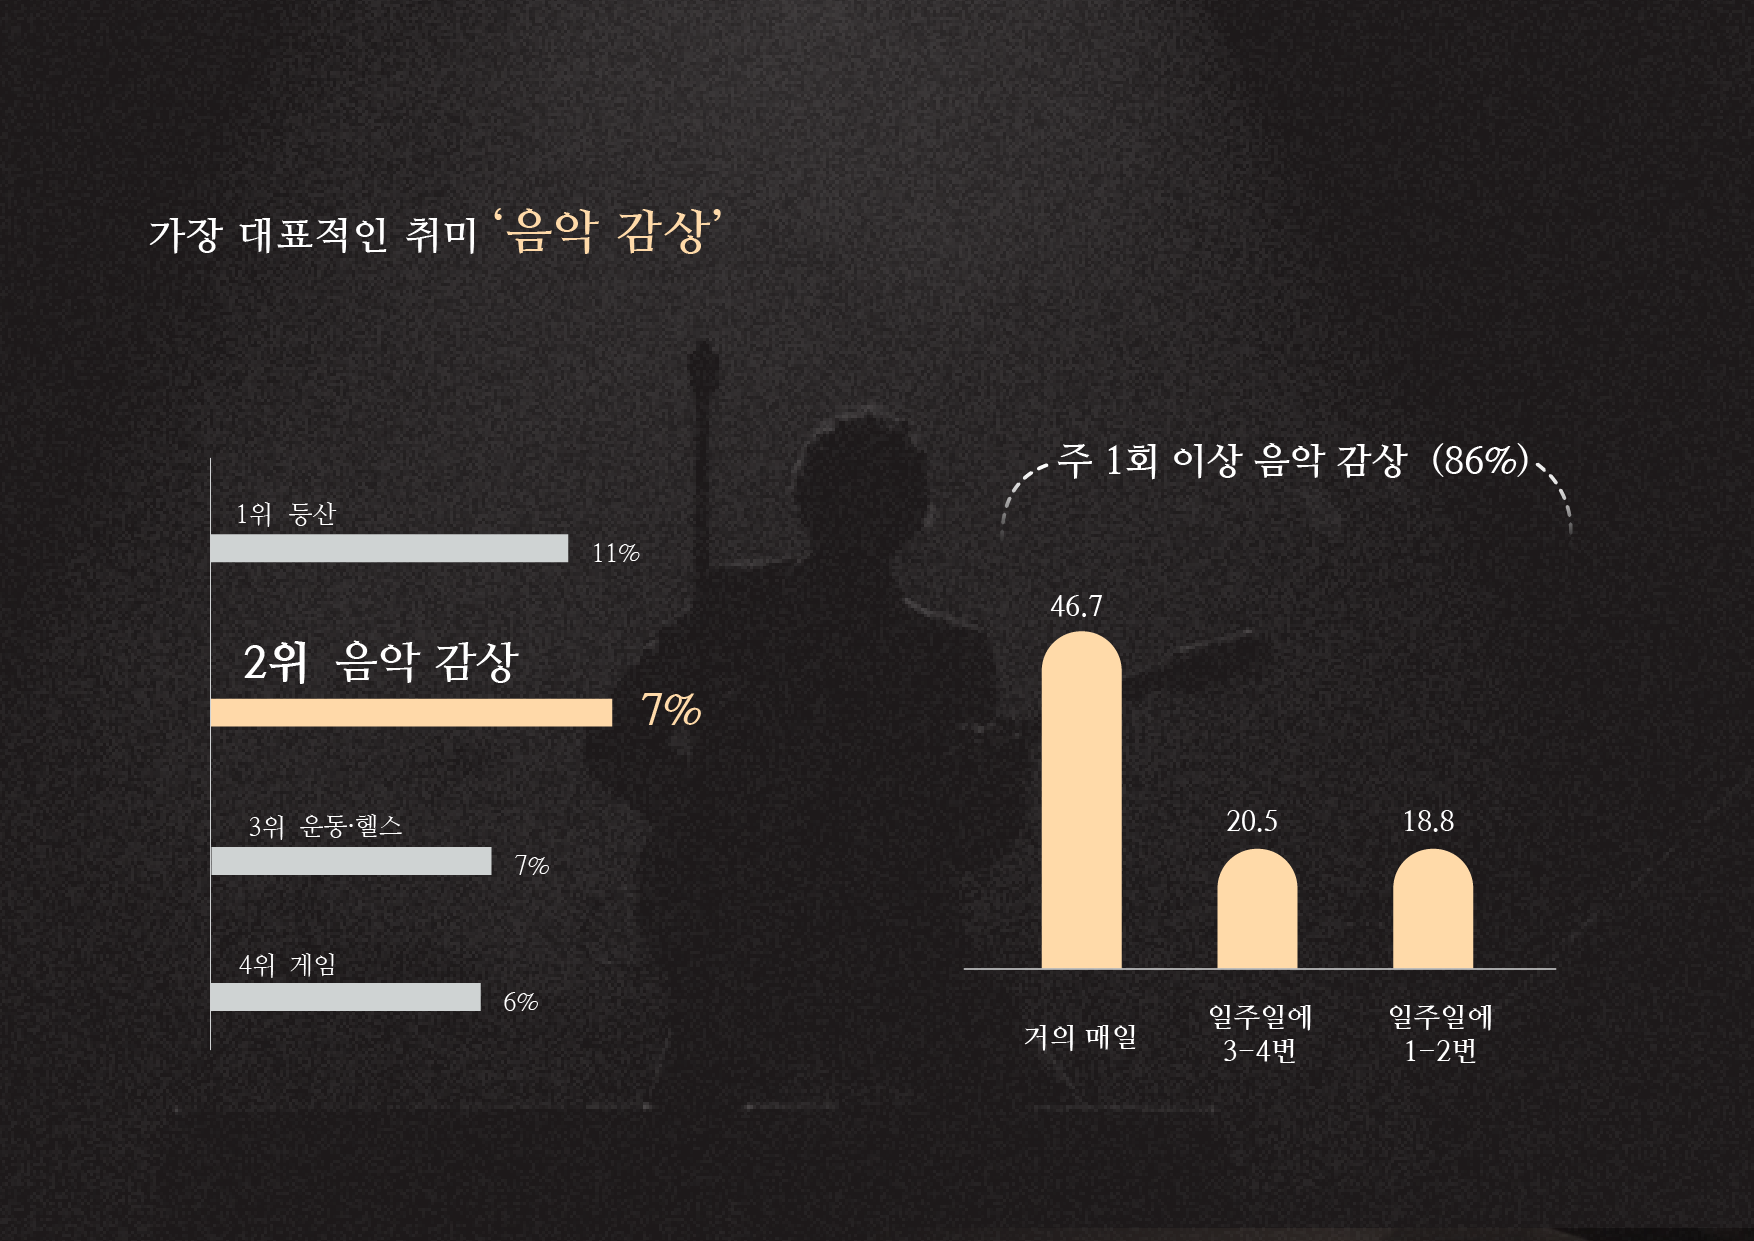 가장 대표적인 취미 ‘음악 감상’
1위 등산
11%
2위 음악 감상
7%
3위 운동·헬스
7%
4위 게임
6%
주 1회 이상 음악 감상 (86%)
46.7
20.5
18.8
거의 매일
일주일에
3-4번
일주일에
1-2번